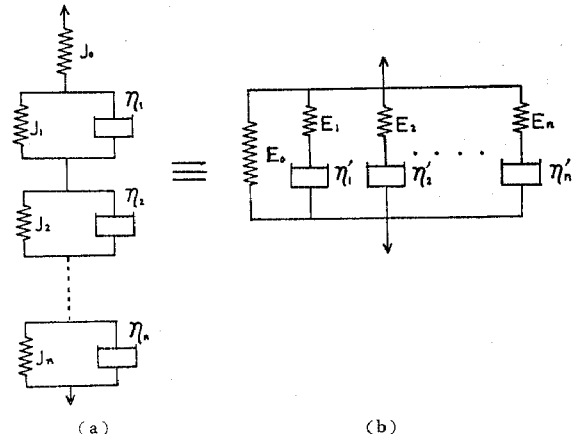 J₀
J₁
η₁
J₂
η₂
Jₙ
ηₙ
≡
E₀
E₁
η′₁
E₂
η′₂
. . . . .
Eₙ
η′ₙ
(a)
(b)